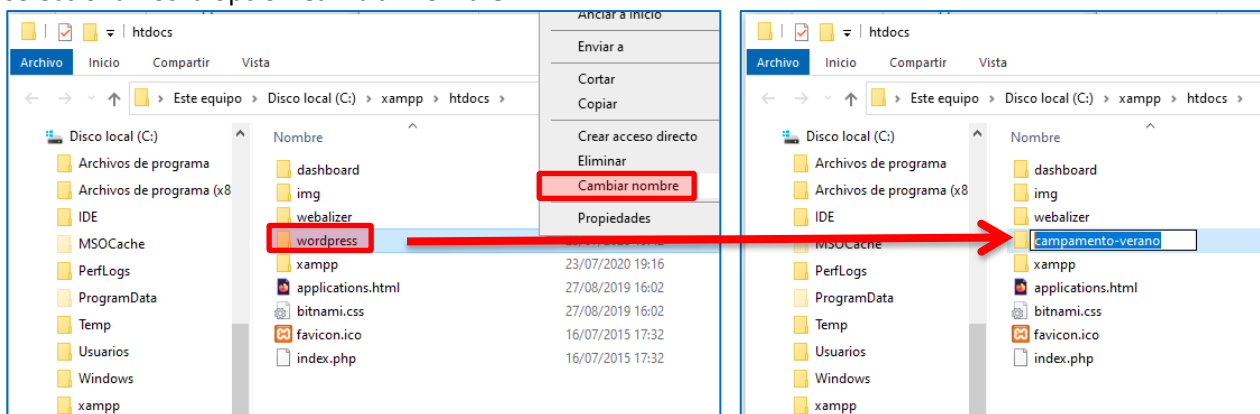 htdocs
Archivo Inicio Compartir Vista
Este equipo > Disco local (C:) > xampp > htdocs >
Disco local (C:)
Archivos de programa
Archivos de programa (x8
IDE
MSOCache
PerfLogs
ProgramData
Temp
Usuarios
Windows
xampp
Nombre
dashboard
img
webalizer
wordpress
xampp 23/07/2020 19:16
applications.html 27/08/2019 16:02
bitnami.css 27/08/2019 16:02
favicon.ico 16/07/2015 17:32
index.php 16/07/2015 17:32
Anclar a Inicio
Enviar a
Cortar
Copiar
Crear acceso directo
Eliminar
Cambiar nombre
Propiedades
htdocs
Archivo Inicio Compartir Vista
Este equipo > Disco local (C:) > xampp > htdocs >
Disco local (C:)
Archivos de programa
Archivos de programa (x8
IDE
MSOCache
PerfLogs
ProgramData
Temp
Usuarios
Windows
xampp
Nombre
dashboard
img
webalizer
campamento-verano
xampp
applications.html
bitnami.css
favicon.ico
index.php